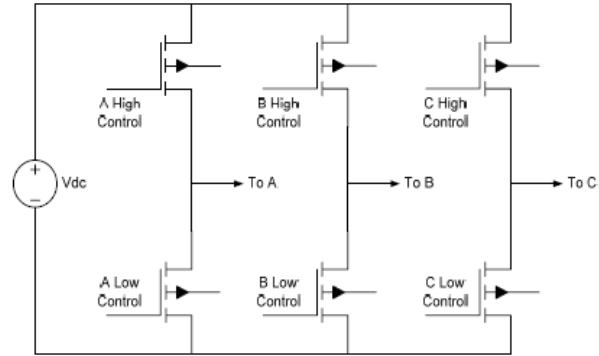 A High
Control
B High
Control
C High
Control
+
Vdc
−
To A
To B
To C
A Low
Control
B Low
Control
C Low
Control